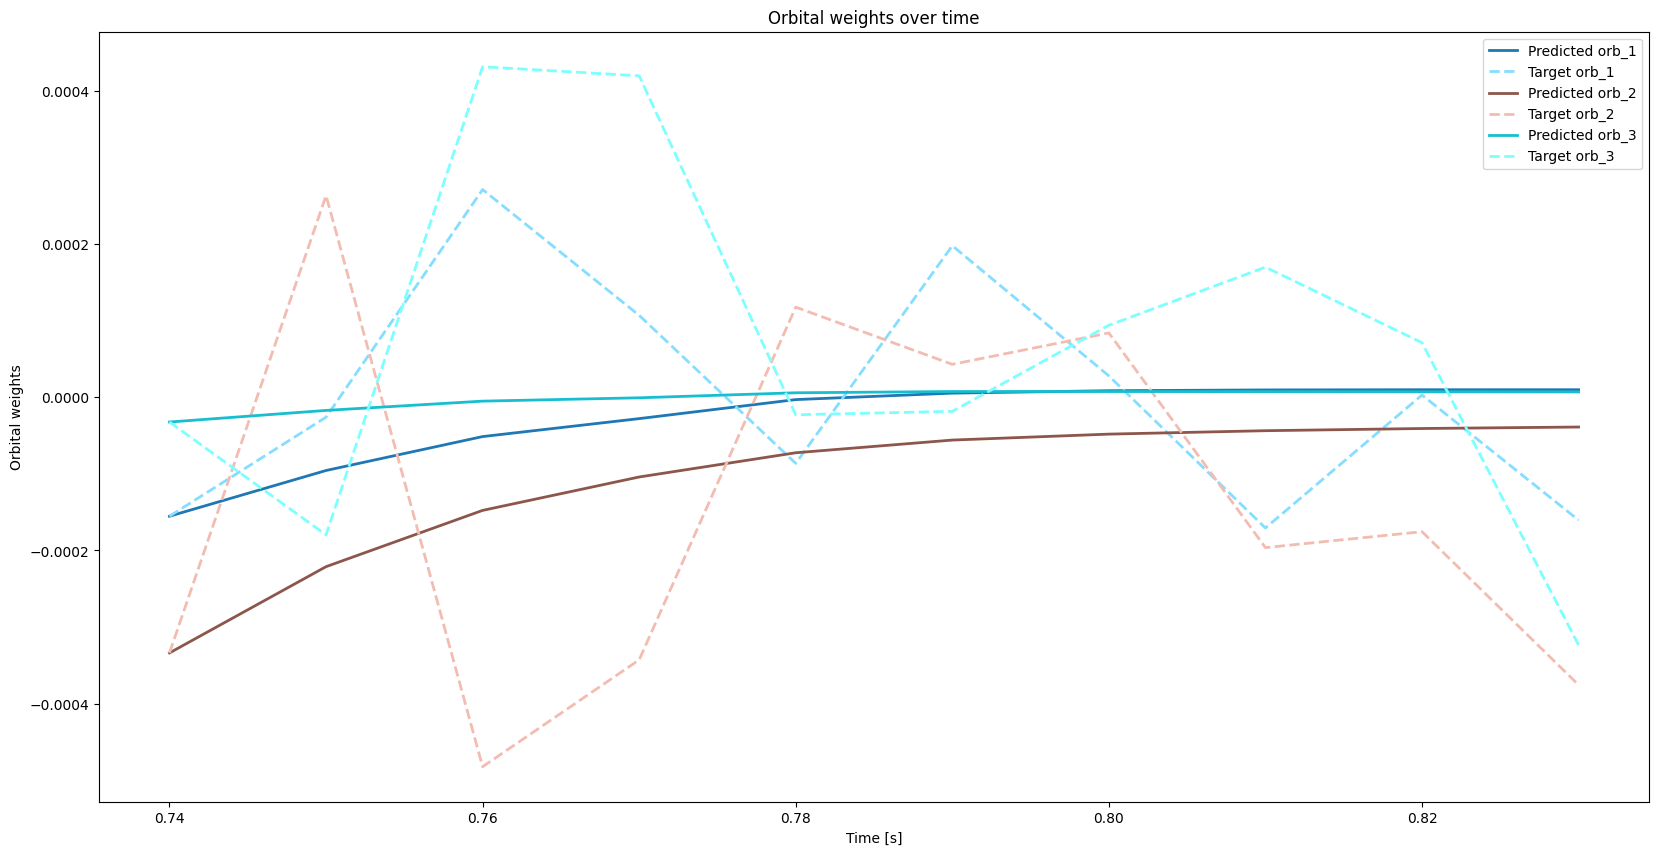 Orbital weights over time
Predicted orb_1
Target orb_1
Predicted orb_2
Target orb_2
Predicted orb_3
Target orb_3
Orbital weights
0.0004
0.0002
0.0000
−0.0002
−0.0004
0.74
0.76
0.78
0.80
0.82
Time [s]